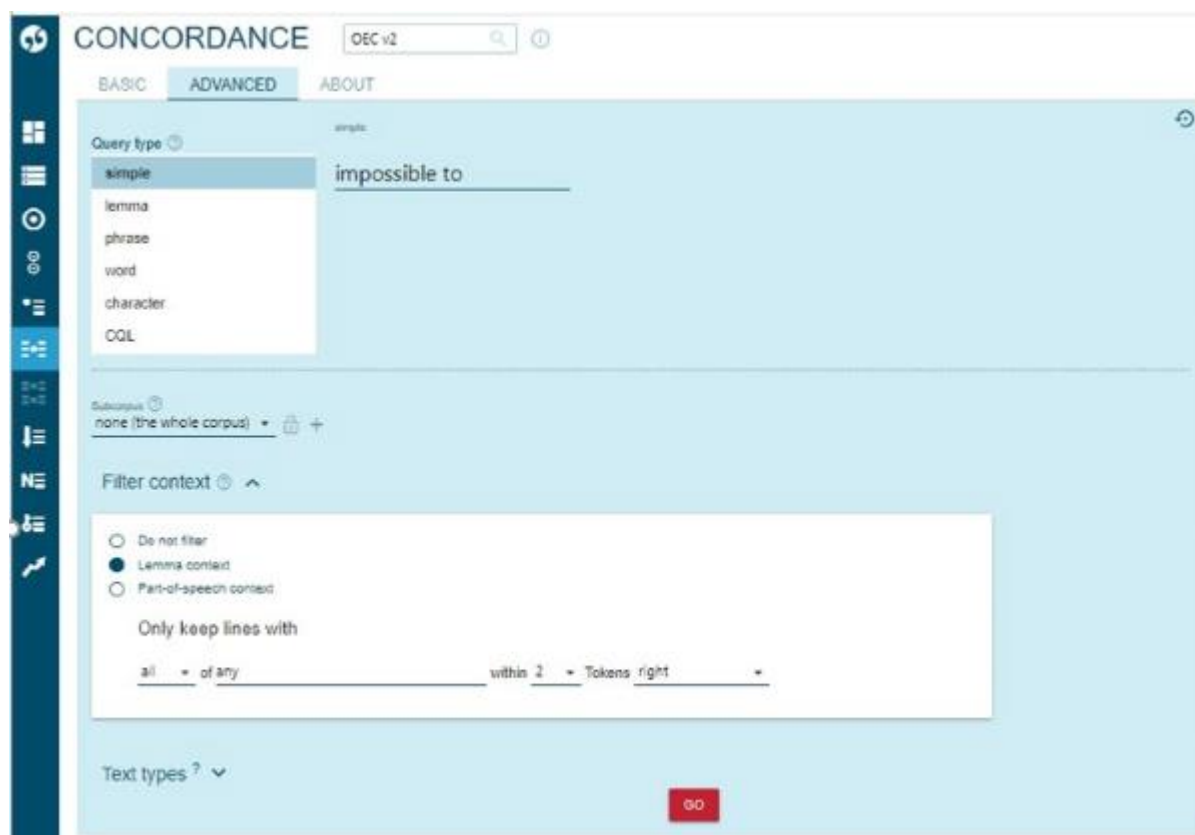 CONCORDANCE OEC v2
BASIC ADVANCED ABOUT
Query type ?
simple
simple
impossible to
lemma
phrase
word
character
CQL
Subcorpus ?
none (the whole corpus) +
Filter context ?
Do not filter
Lemma context
Part-of-speech context
Only keep lines with
all of any within 2 Tokens right
Text types ?
GO
N